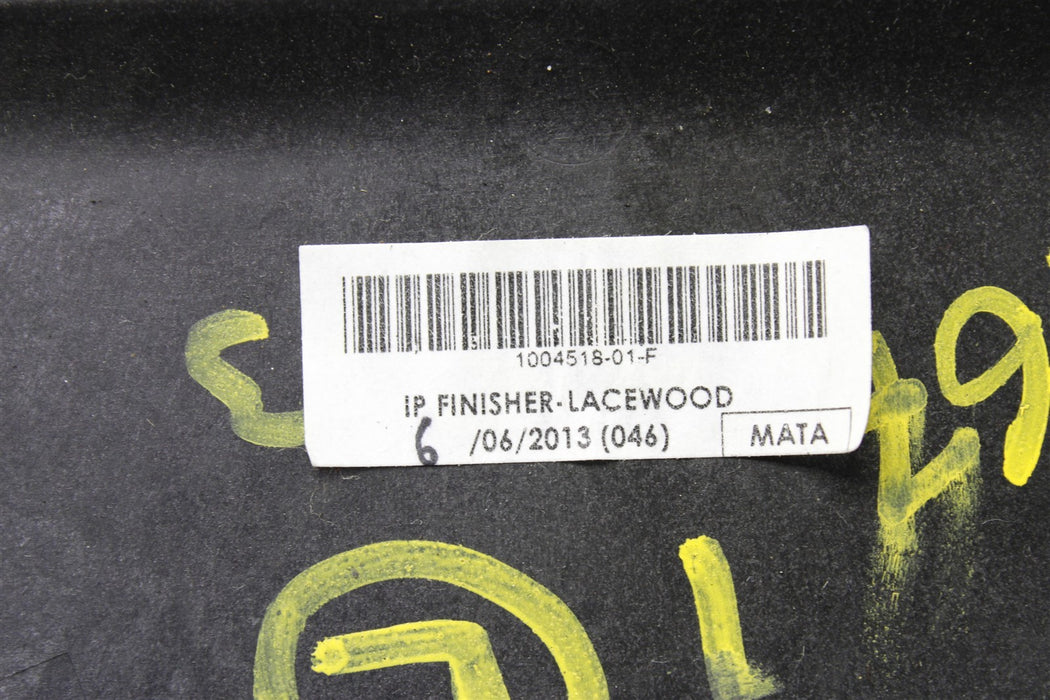 1004518-01-F
IP FINISHER-LACEWOOD
6 /06/2013 (046)
MATA